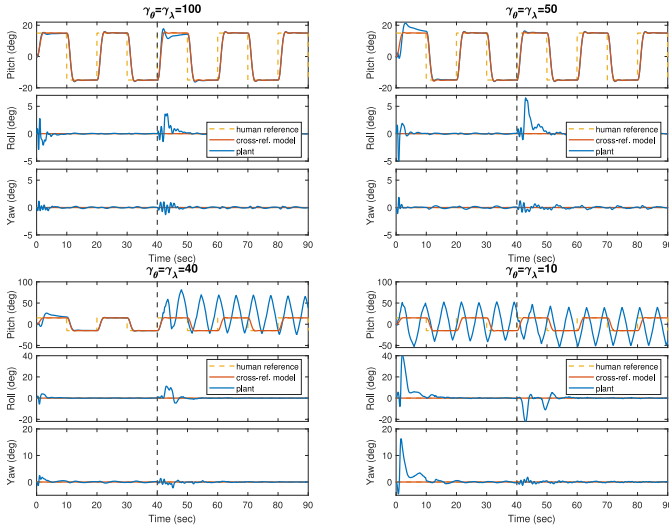 γθ=γλ=100
20
0
-20
Pitch (deg)
5
0
-5
Roll (deg)
human reference
cross-ref. model
plant
5
0
-5
Yaw (deg)
0 10 20 30 40 50 60 70 80 90
Time (sec)
γθ=γλ=50
20
0
-20
Pitch (deg)
5
0
-5
Roll (deg)
human reference
cross-ref. model
plant
5
0
-5
Yaw (deg)
0 10 20 30 40 50 60 70 80 90
Time (sec)
γθ=γλ=40
100
50
0
-50
Pitch (deg)
40
20
0
-20
Roll (deg)
human reference
cross-ref. model
plant
20
10
0
Yaw (deg)
0 10 20 30 40 50 60 70 80 90
Time (sec)
γθ=γλ=10
100
50
0
-50
Pitch (deg)
40
20
0
-20
Roll (deg)
human reference
cross-ref. model
plant
20
10
0
Yaw (deg)
0 10 20 30 40 50 60 70 80 90
Time (sec)